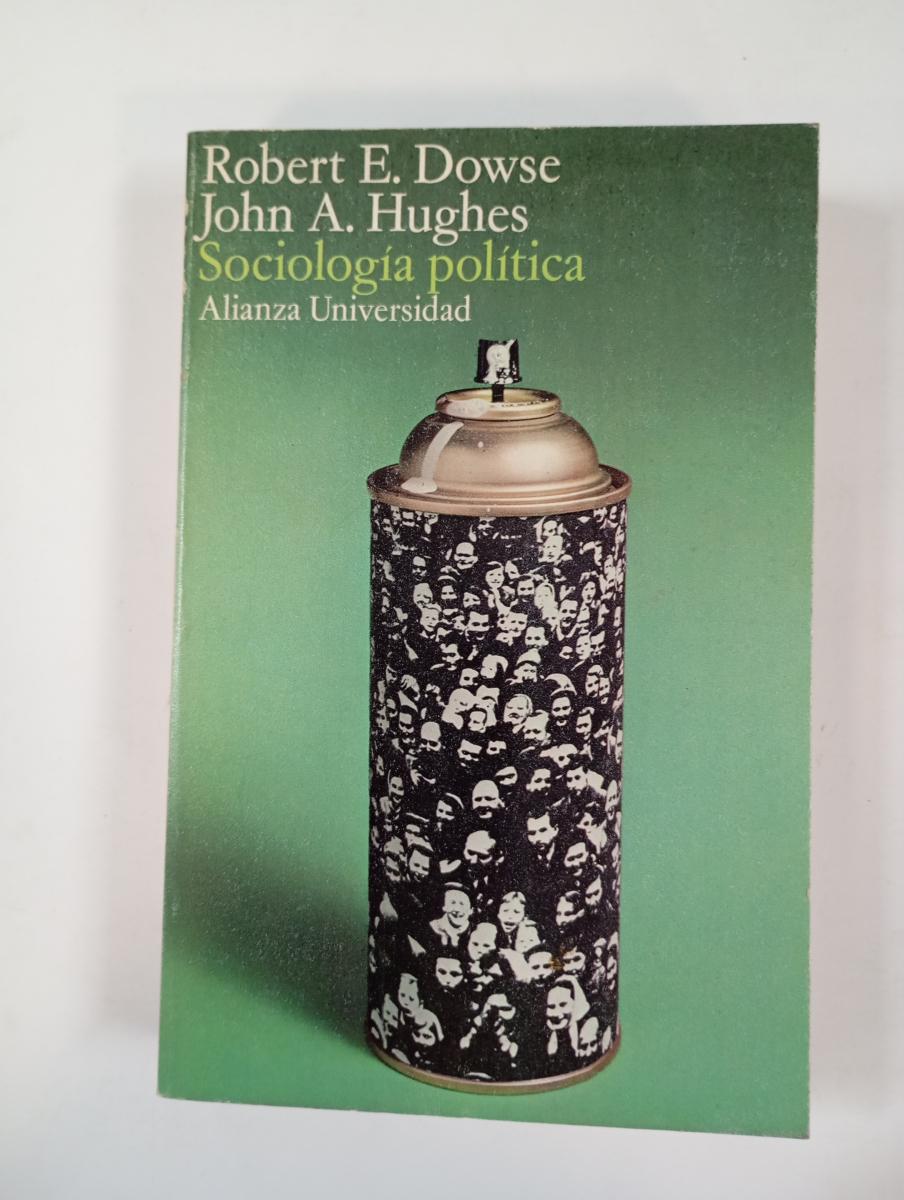 Robert E. Dowse
John A. Hughes
Sociología política
Alianza Universidad